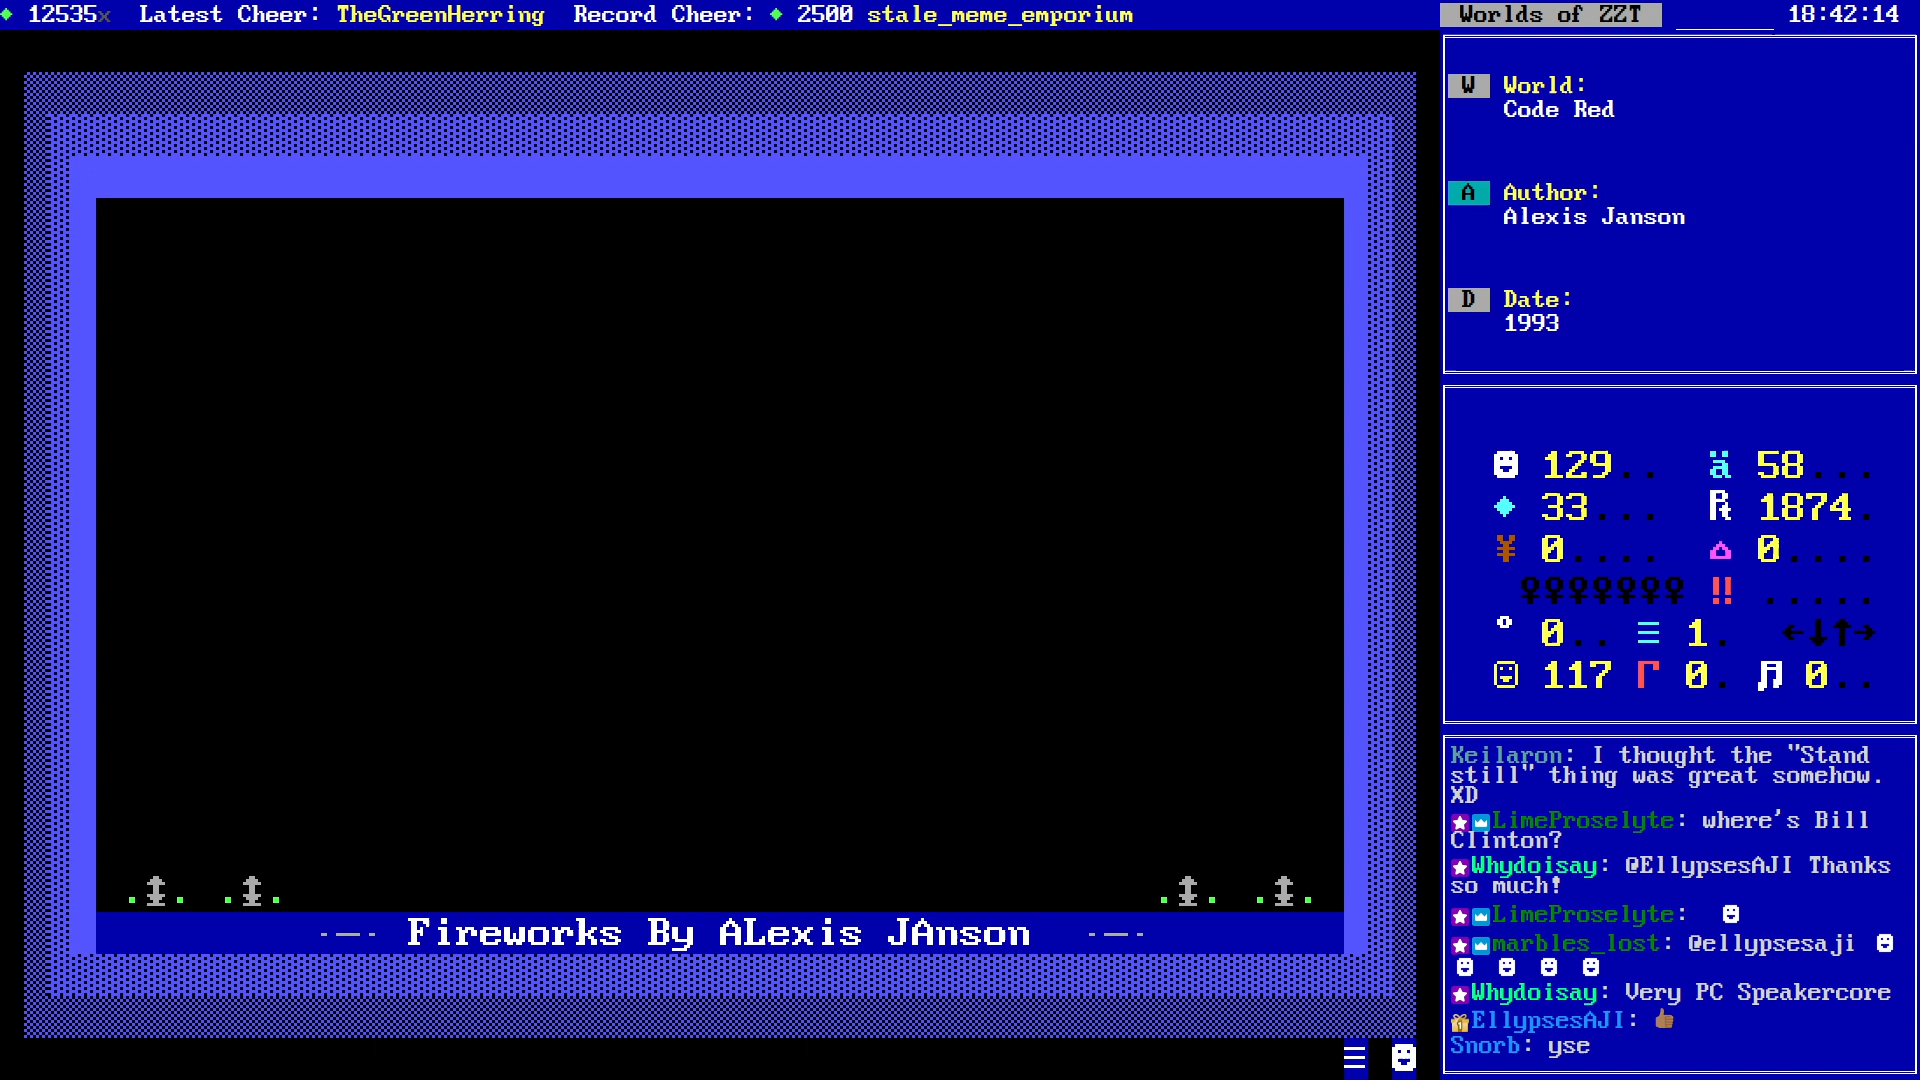 12535x Latest Cheer: TheGreenHerring Record Cheer: 2500 stale_meme_emporium
Worlds of ZZT 18:42:14
W World:
Code Red
A Author:
Alexis Janson
D Date:
1993
129.. ä 58...
33... 1874.
¥ 0.... 0....
♀♀♀♀♀♀♀ ‼ .....
° 0.. ≡ 1. ←↓↑→
117 Γ 0. ♫ 0..
Keilaron: I thought the "Stand
still" thing was great somehow.
XD
LimeProselyte: where's Bill
Clinton?
Whydoisay: @EllypsesAJI Thanks
so much!
LimeProselyte:
marbles_lost: @ellypsesaji
Whydoisay: Very PC Speakercore
EllypsesAJI:
Snorb: yse
Fireworks By ALexis JAnson